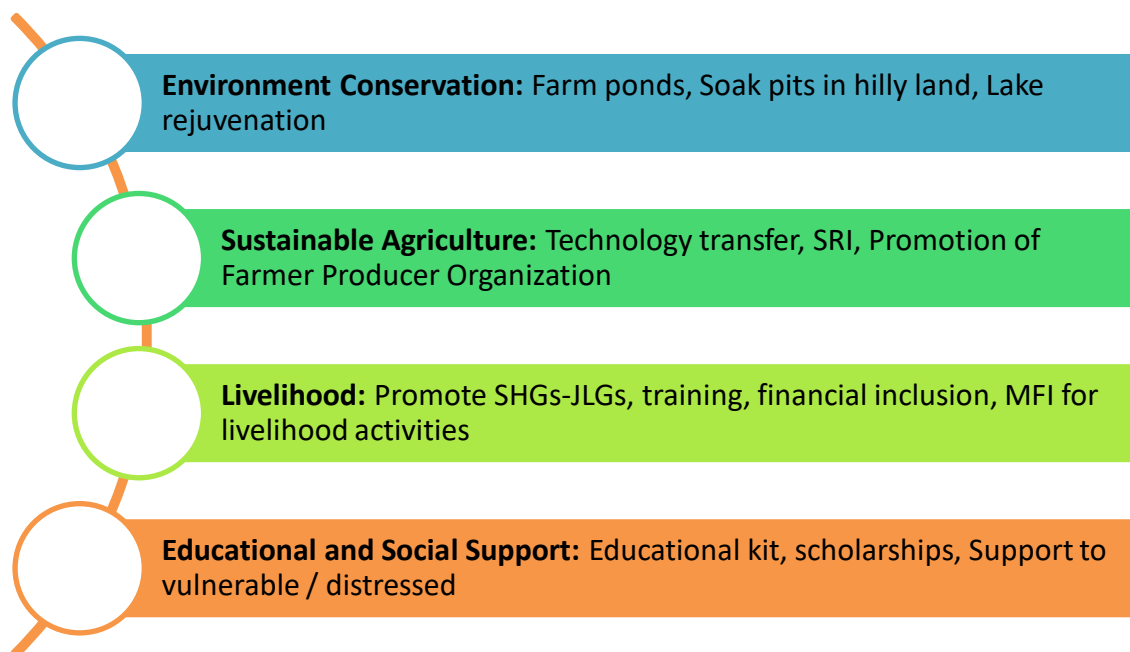 Environment Conservation: Farm ponds, Soak pits in hilly land, Lake
rejuvenation
Sustainable Agriculture: Technology transfer, SRI, Promotion of
Farmer Producer Organization
Livelihood: Promote SHGs-JLGs, training, financial inclusion, MFI for
livelihood activities
Educational and Social Support: Educational kit, scholarships, Support to
vulnerable / distressed